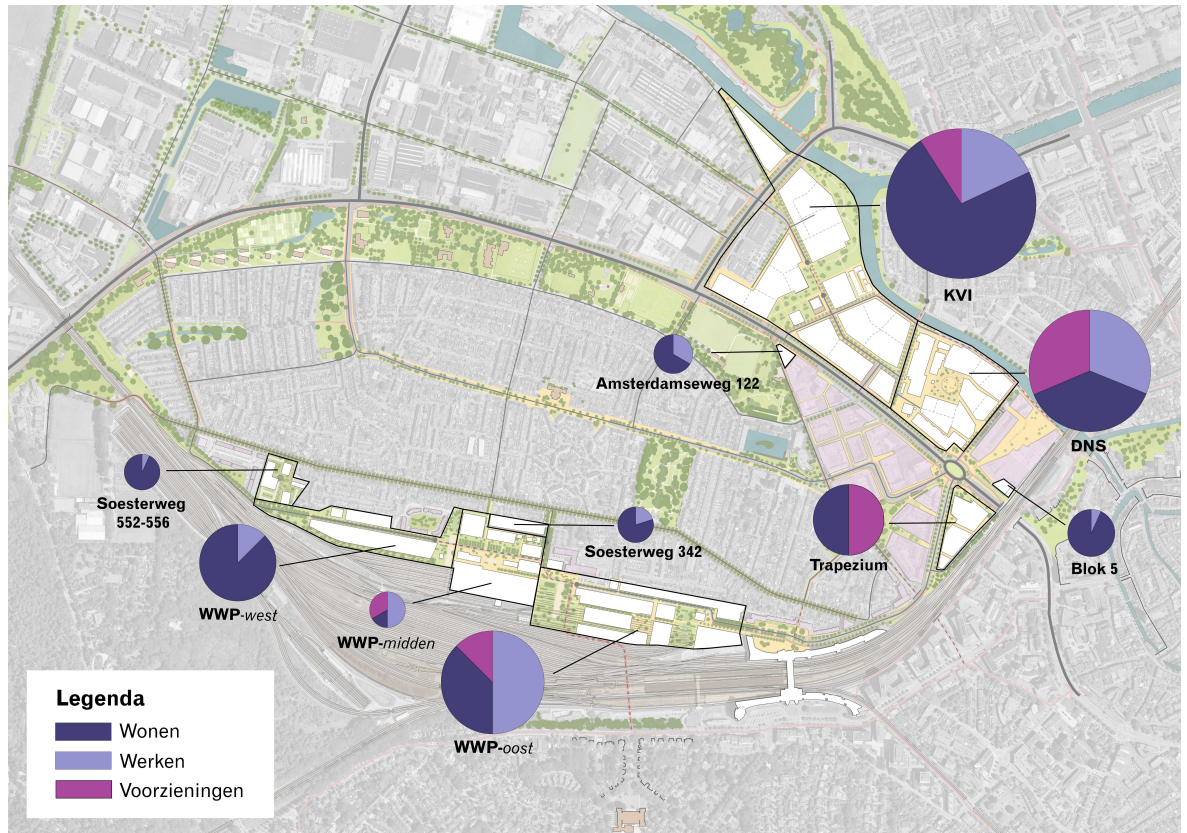 KVI
DNS
Amsterdamseweg 122
Soesterweg
552-556
Soesterweg 342
Trapezium
Blok 5
WWP-west
WWP-midden
WWP-oost
Legenda
Wonen
Werken
Voorzieningen